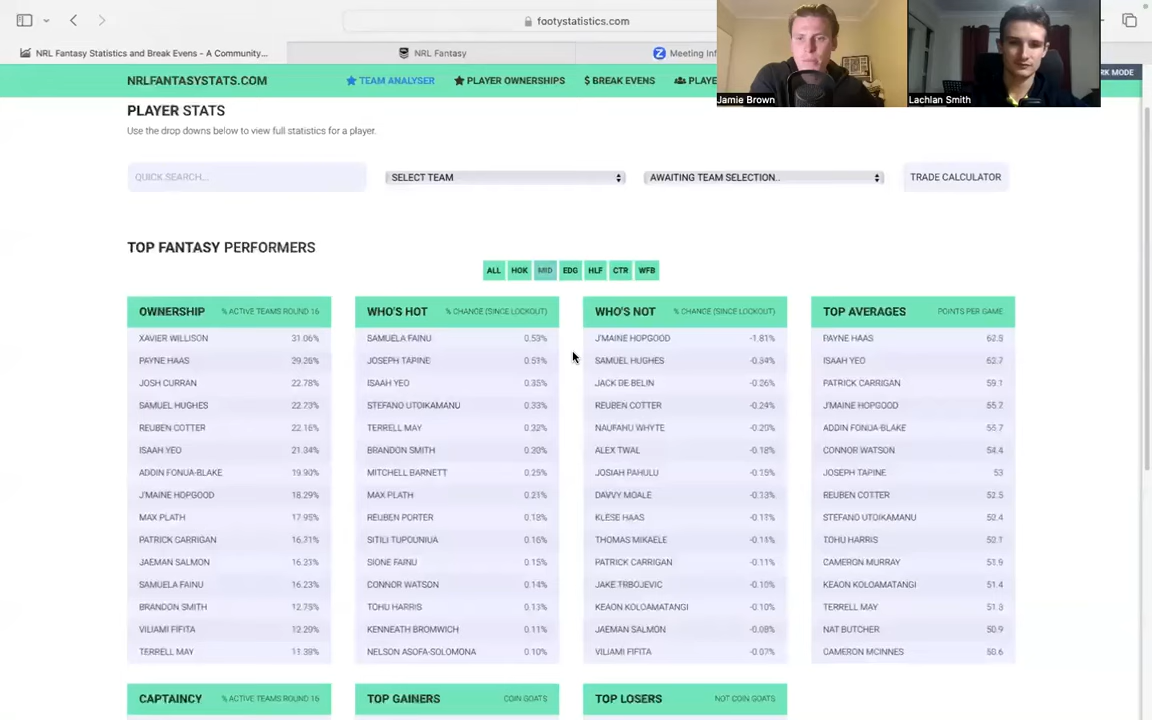 footystatistics.com
NRL Fantasy Statistics and Break Evens - A Community...
NRL Fantasy
Meeting Inf
Jamie Brown
Lachlan Smith
NRLFANTASYSTATS.COM
TEAM ANALYSER
PLAYER OWNERSHIPS
$ BREAK EVENS
PLAYE
RK MODE
PLAYER STATS
Use the drop downs below to view full statistics for a player.
QUICK SEARCH...
SELECT TEAM
AWAITING TEAM SELECTION..
TRADE CALCULATOR
TOP FANTASY PERFORMERS
ALL HOK MID EDG HLF CTR WFB
OWNERSHIP % ACTIVE TEAMS ROUND 16
XAVIER WILLISON 31.06%
PAYNE HAAS 29.26%
JOSH CURRAN 22.78%
SAMUEL HUGHES 22.73%
REUBEN COTTER 22.16%
ISAAH YEO 21.34%
ADDIN FONUA-BLAKE 19.90%
J'MAINE HOPGOOD 18.29%
MAX PLATH 17.95%
PATRICK CARRIGAN 16.71%
JAEMAN SALMON 16.23%
SAMUELA FAINU 16.23%
BRANDON SMITH 12.73%
VILIAMI FIFITA 12.29%
TERRELL MAY 11.38%
WHO'S HOT % CHANGE (SINCE LOCKOUT)
SAMUELA FAINU 0.53%
JOSEPH TAPINE 0.51%
ISAAH YEO 0.35%
STEFANO UTOIKAMANU 0.33%
TERRELL MAY 0.32%
BRANDON SMITH 0.30%
MITCHELL BARNETT 0.25%
MAX PLATH 0.21%
REUBEN PORTER 0.18%
SITILI TUPOUNIUA 0.16%
SIONE FAINU 0.15%
CONNOR WATSON 0.14%
TOHU HARRIS 0.13%
KENNEATH BROMWICH 0.11%
NELSON ASOFA-SOLOMONA 0.10%
WHO'S NOT % CHANGE (SINCE LOCKOUT)
J'MAINE HOPGOOD -1.81%
SAMUEL HUGHES -0.34%
JACK DE BELIN -0.26%
REUBEN COTTER -0.24%
NAUFAHU WHYTE -0.20%
ALEX TWAL -0.18%
JOSIAH PAHULU -0.15%
DAVVY MOALE -0.13%
KLESE HAAS -0.11%
THOMAS MIKAELE -0.11%
PATRICK CARRIGAN -0.11%
JAKE TRBOJEVIC -0.10%
KEAON KOLOAMATANGI -0.10%
JAEMAN SALMON -0.08%
VILIAMI FIFITA -0.07%
TOP AVERAGES POINTS PER GAME
PAYNE HAAS
ISAAH YEO 62.7
PATRICK CARRIGAN 59.1
J'MAINE HOPGOOD
ADDIN FONUA-BLAKE
CONNOR WATSON 54.4
JOSEPH TAPINE 53
REUBEN COTTER 52.5
STEFANO UTOIKAMANU 52.4
TOHU HARRIS 52.1
CAMERON MURRAY 51.9
KEAON KOLOAMATANGI 51.4
TERRELL MAY 51.3
NAT BUTCHER 50.9
CAMERON MCINNES 50.6
CAPTAINCY % ACTIVE TEAMS ROUND 16
TOP GAINERS COIN GOATS
TOP LOSERS NOT COIN GOATS